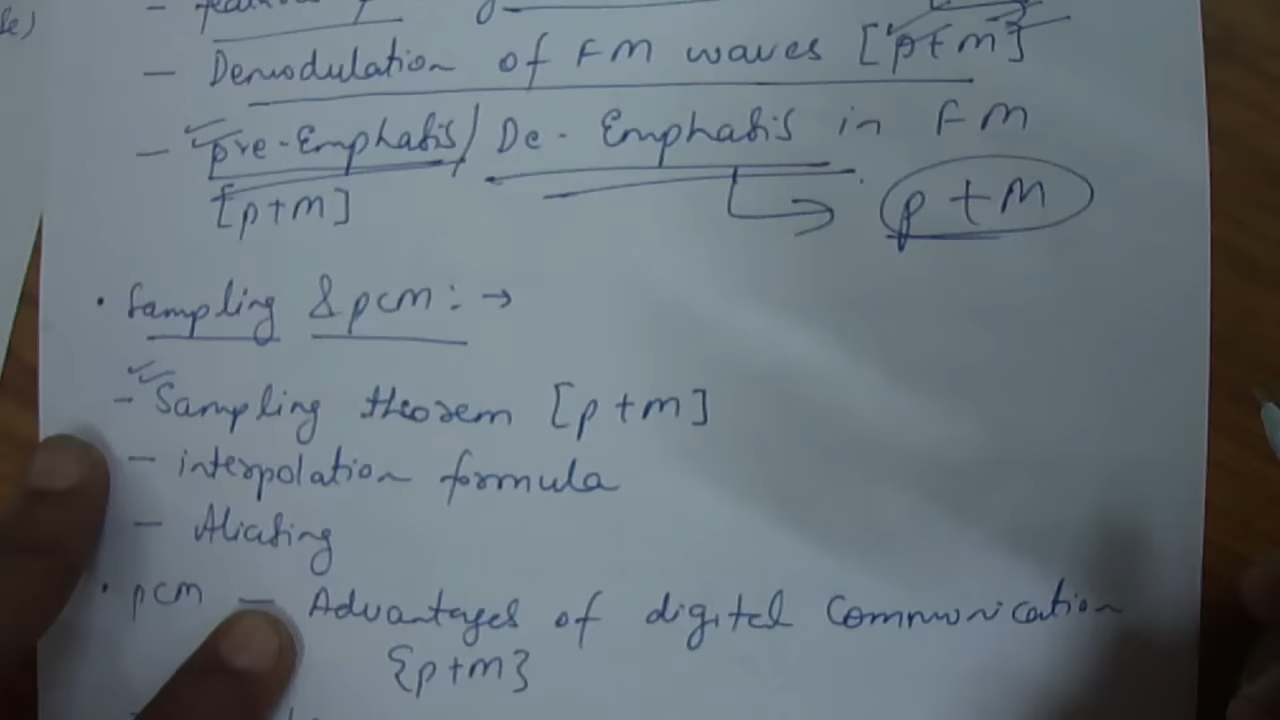 - Demodulation of FM waves [p+m]
- Pre-Emphasis/ De-Emphasis in FM
[p+m] → p+m
• Sampling & pcm: →
- Sampling theorem [p+m]
- interpolation formula
- Aliasing
• pcm - Advantages of digital Communication
{p+m}